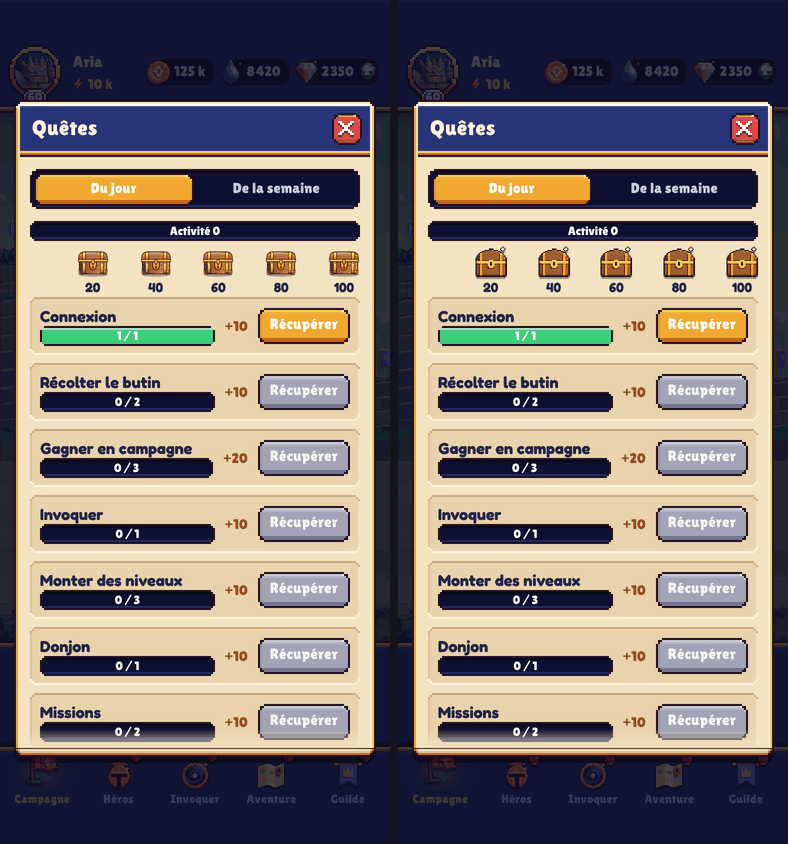 Aria
10 k
60
125 k
8420
2350
Quêtes
Du jour
De la semaine
Activité 0
20
40
60
80
100
Connexion
1 / 1
+10
Récupérer
Récolter le butin
0 / 2
+10
Récupérer
Gagner en campagne
0 / 3
+20
Récupérer
Invoquer
0 / 1
+10
Récupérer
Monter des niveaux
0 / 3
+10
Récupérer
Donjon
0 / 1
+10
Récupérer
Missions
0 / 2
+10
Récupérer
Campagne
Héros
Invoquer
Aventure
Guilde
Aria
10 k
60
125 k
8420
2350
Quêtes
Du jour
De la semaine
Activité 0
20
40
60
80
100
Connexion
1 / 1
+10
Récupérer
Récolter le butin
0 / 2
+10
Récupérer
Gagner en campagne
0 / 3
+20
Récupérer
Invoquer
0 / 1
+10
Récupérer
Monter des niveaux
0 / 3
+10
Récupérer
Donjon
0 / 1
+10
Récupérer
Missions
0 / 2
+10
Récupérer
Campagne
Héros
Invoquer
Aventure
Guilde